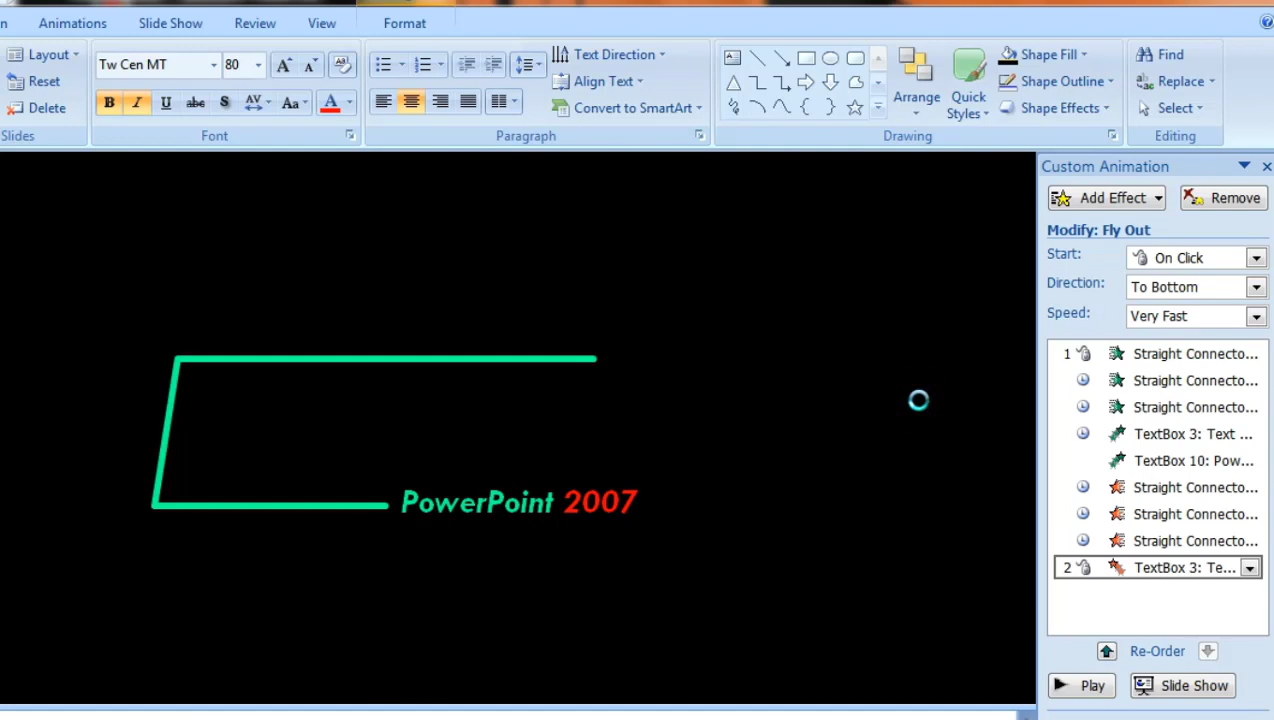 n Animations Slide Show Review View Format
Layout
Reset
Delete
Slides
Tw Cen MT 80
B I U abc S AV Aa A
Font
Text Direction
Align Text
Convert to SmartArt
Paragraph
Arrange
Quick
Styles
Shape Fill
Shape Outline
Shape Effects
Drawing
Find
Replace
Select
Editing
PowerPoint 2007
Custom Animation
Add Effect Remove
Modify: Fly Out
Start: On Click
Direction: To Bottom
Speed: Very Fast
1 Straight Connecto...
Straight Connecto...
Straight Connecto...
TextBox 3: Text ...
TextBox 10: Pow...
Straight Connecto...
Straight Connecto...
Straight Connecto...
2 TextBox 3: Te...
Re-Order
Play Slide Show